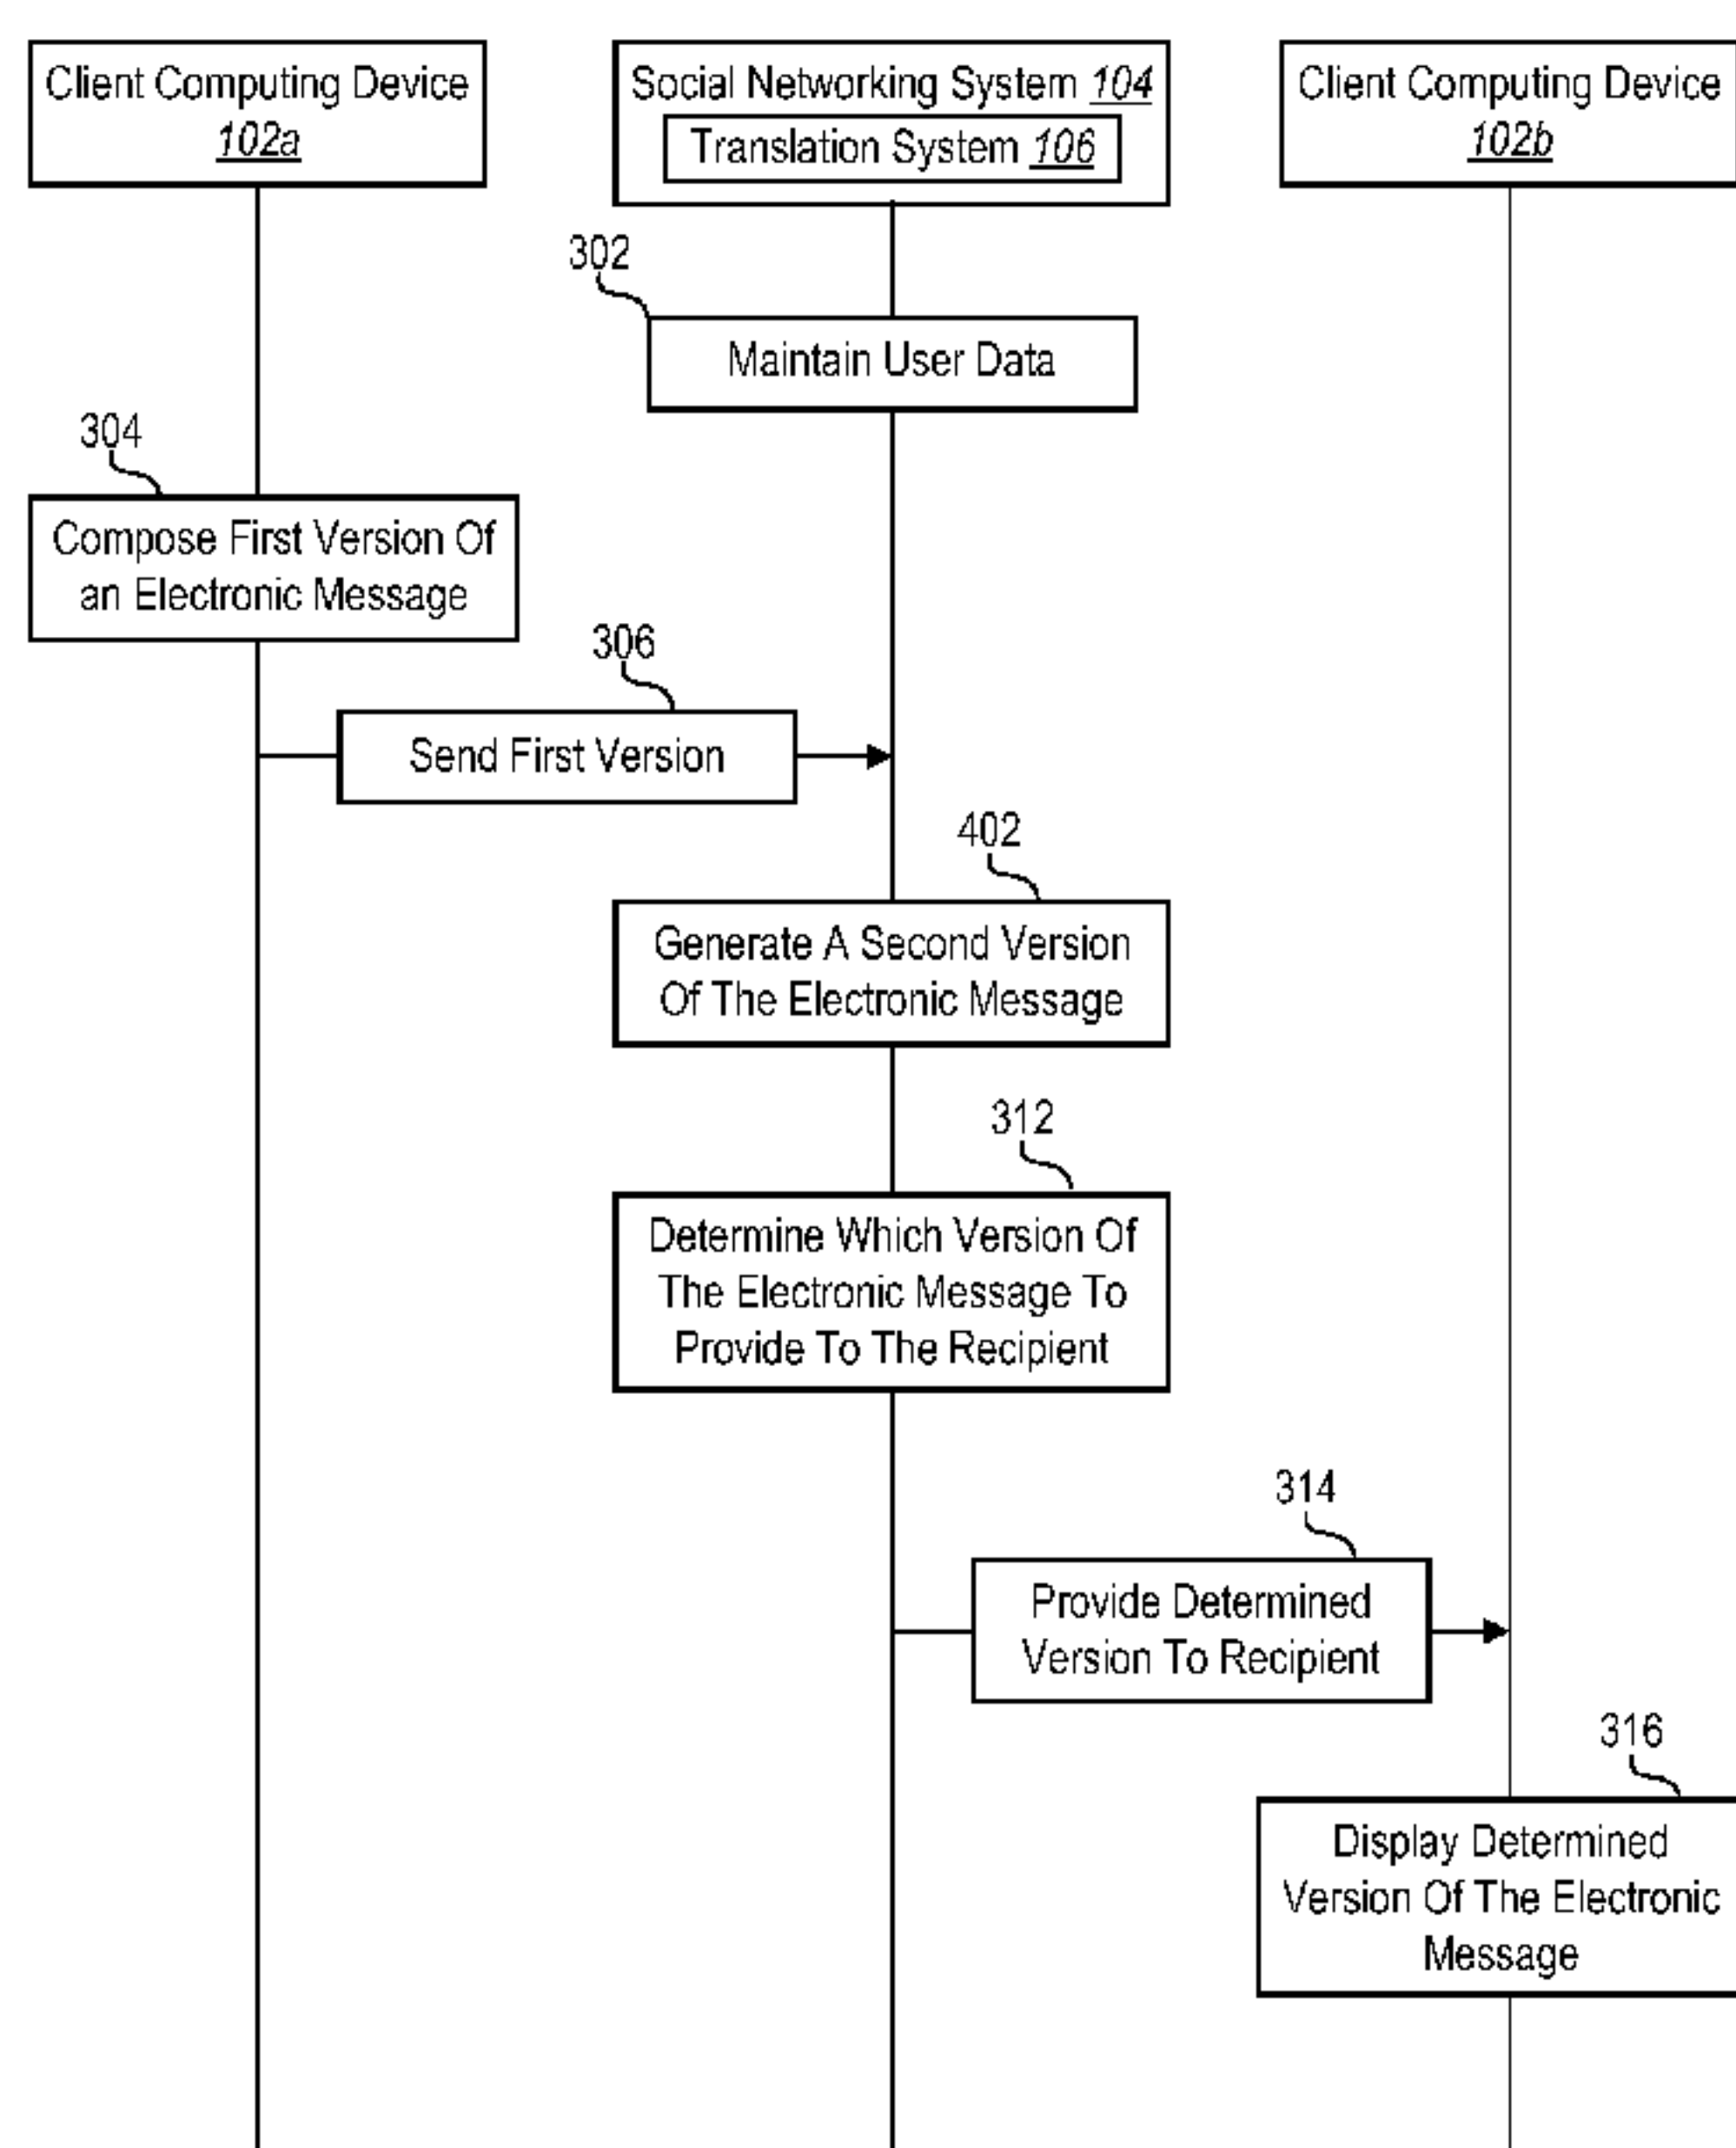 Client Computing Device
102a
Social Networking System 104
Translation System 106
Client Computing Device
102b
302
Maintain User Data
304
Compose First Version Of
an Electronic Message
306
Send First Version
402
Generate A Second Version
Of The Electronic Message
312
Determine Which Version Of
The Electronic Message To
Provide To The Recipient
314
Provide Determined
Version To Recipient
316
Display Determined
Version Of The Electronic
Message